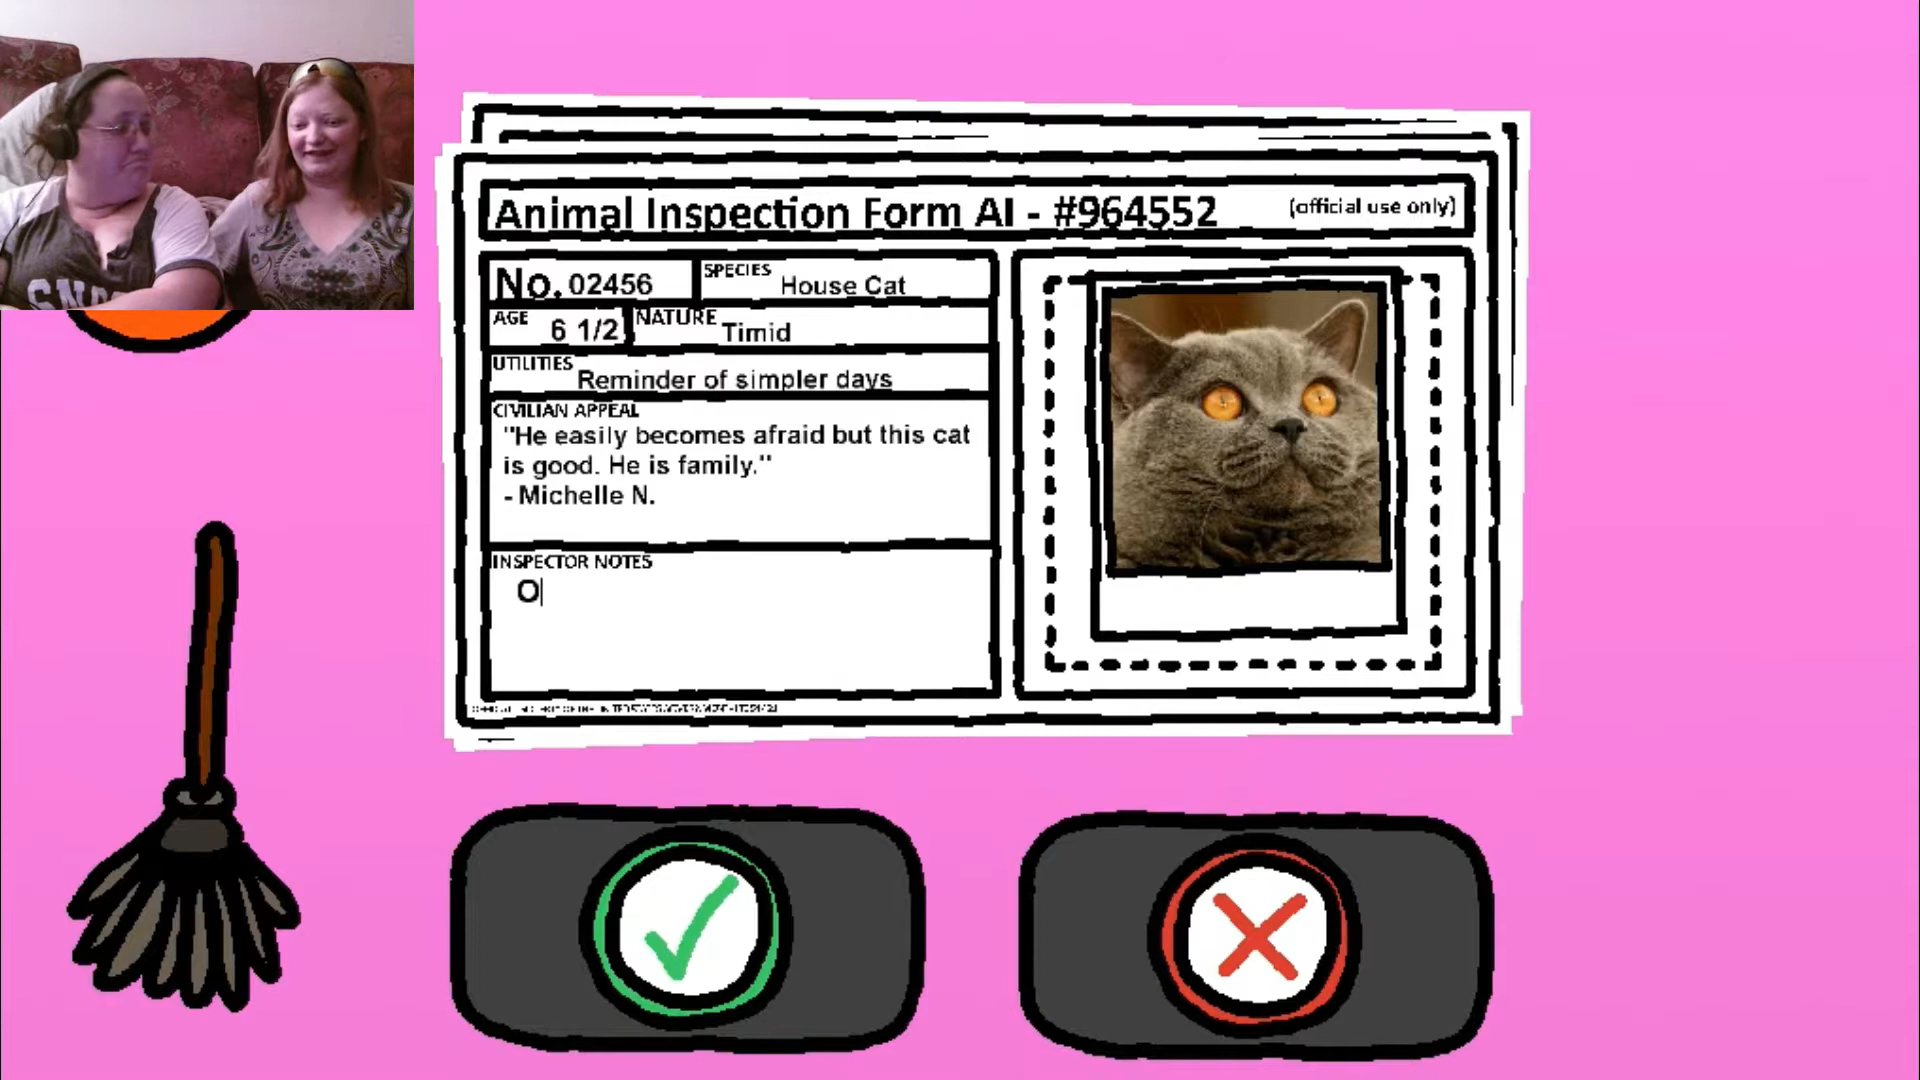 Animal Inspection Form AI - #964552 (official use only)
No. 02456 SPECIES House Cat
AGE 6 1/2 NATURE Timid
UTILITIES Reminder of simpler days
CIVILIAN APPEAL
"He easily becomes afraid but this cat
is good. He is family."
- Michelle N.
INSPECTOR NOTES
O